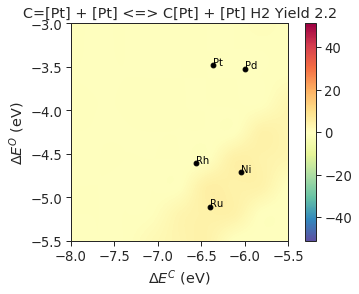 C=[Pt] + [Pt] <=> C[Pt] + [Pt] H2 Yield 2.2
−3.0
−3.5
−4.0
−4.5
−5.0
−5.5
ΔE^O (eV)
Pt
Pd
Rh
Ni
Ru
−8.0 −7.5 −7.0 −6.5 −6.0 −5.5
ΔE^C (eV)
40
20
0
−20
−40